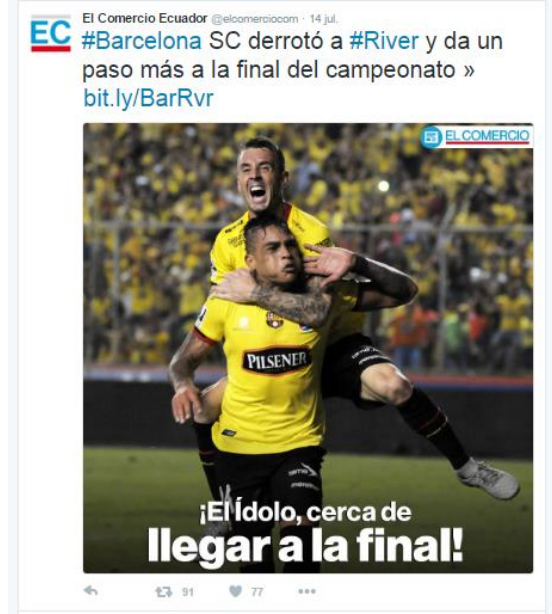 EC El Comercio Ecuador @elcomerciocom · 14 jul.
#Barcelona SC derrotó a #River y da un
paso más a la final del campeonato »
bit.ly/BarRvr
EL COMERCIO
PILSENER
marathon
¡El Ídolo, cerca de
llegar a la final!
91 77